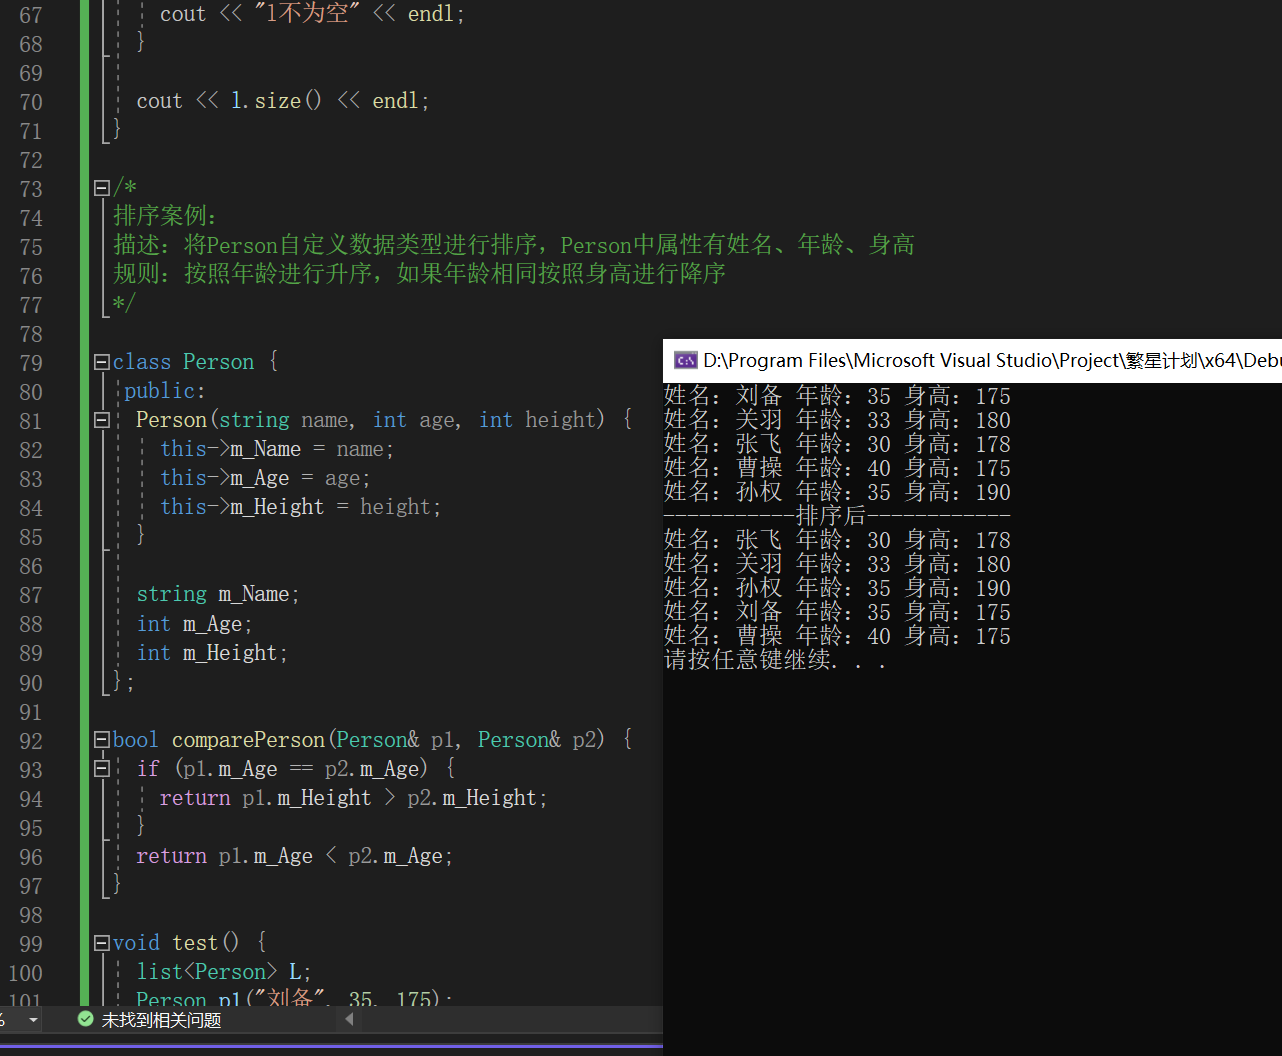 67 cout << "l不为空" << endl;
68 }
69
70 cout << l.size() << endl;
71 }
72
73 /*
74 排序案例：
75 描述：将Person自定义数据类型进行排序，Person中属性有姓名、年龄、身高
76 规则：按照年龄进行升序，如果年龄相同按照身高进行降序
77 */
78
79 class Person {
80 public:
81 Person(string name, int age, int height) {
82 this->m_Name = name;
83 this->m_Age = age;
84 this->m_Height = height;
85 }
86
87 string m_Name;
88 int m_Age;
89 int m_Height;
90 };
91
92 bool comparePerson(Person& p1, Person& p2) {
93 if (p1.m_Age == p2.m_Age) {
94 return p1.m_Height > p2.m_Height;
95 }
96 return p1.m_Age < p2.m_Age;
97 }
98
99 void test() {
100 list<Person> L;
101 Person p1("刘备", 35, 175);
% 未找到相关问题
D:\Program Files\Microsoft Visual Studio\Project\繁星计划\x64\Debu
姓名：刘备 年龄：35 身高：175
姓名：关羽 年龄：33 身高：180
姓名：张飞 年龄：30 身高：178
姓名：曹操 年龄：40 身高：175
姓名：孙权 年龄：35 身高：190
-----------排序后------------
姓名：张飞 年龄：30 身高：178
姓名：关羽 年龄：33 身高：180
姓名：孙权 年龄：35 身高：190
姓名：刘备 年龄：35 身高：175
姓名：曹操 年龄：40 身高：175
请按任意键继续. . .